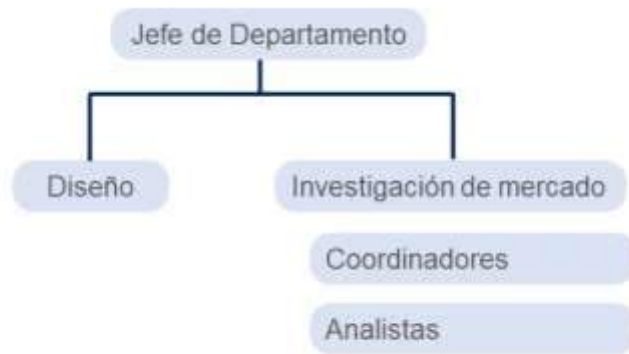 Jefe de Departamento
Diseño
Investigación de mercado
Coordinadores
Analistas